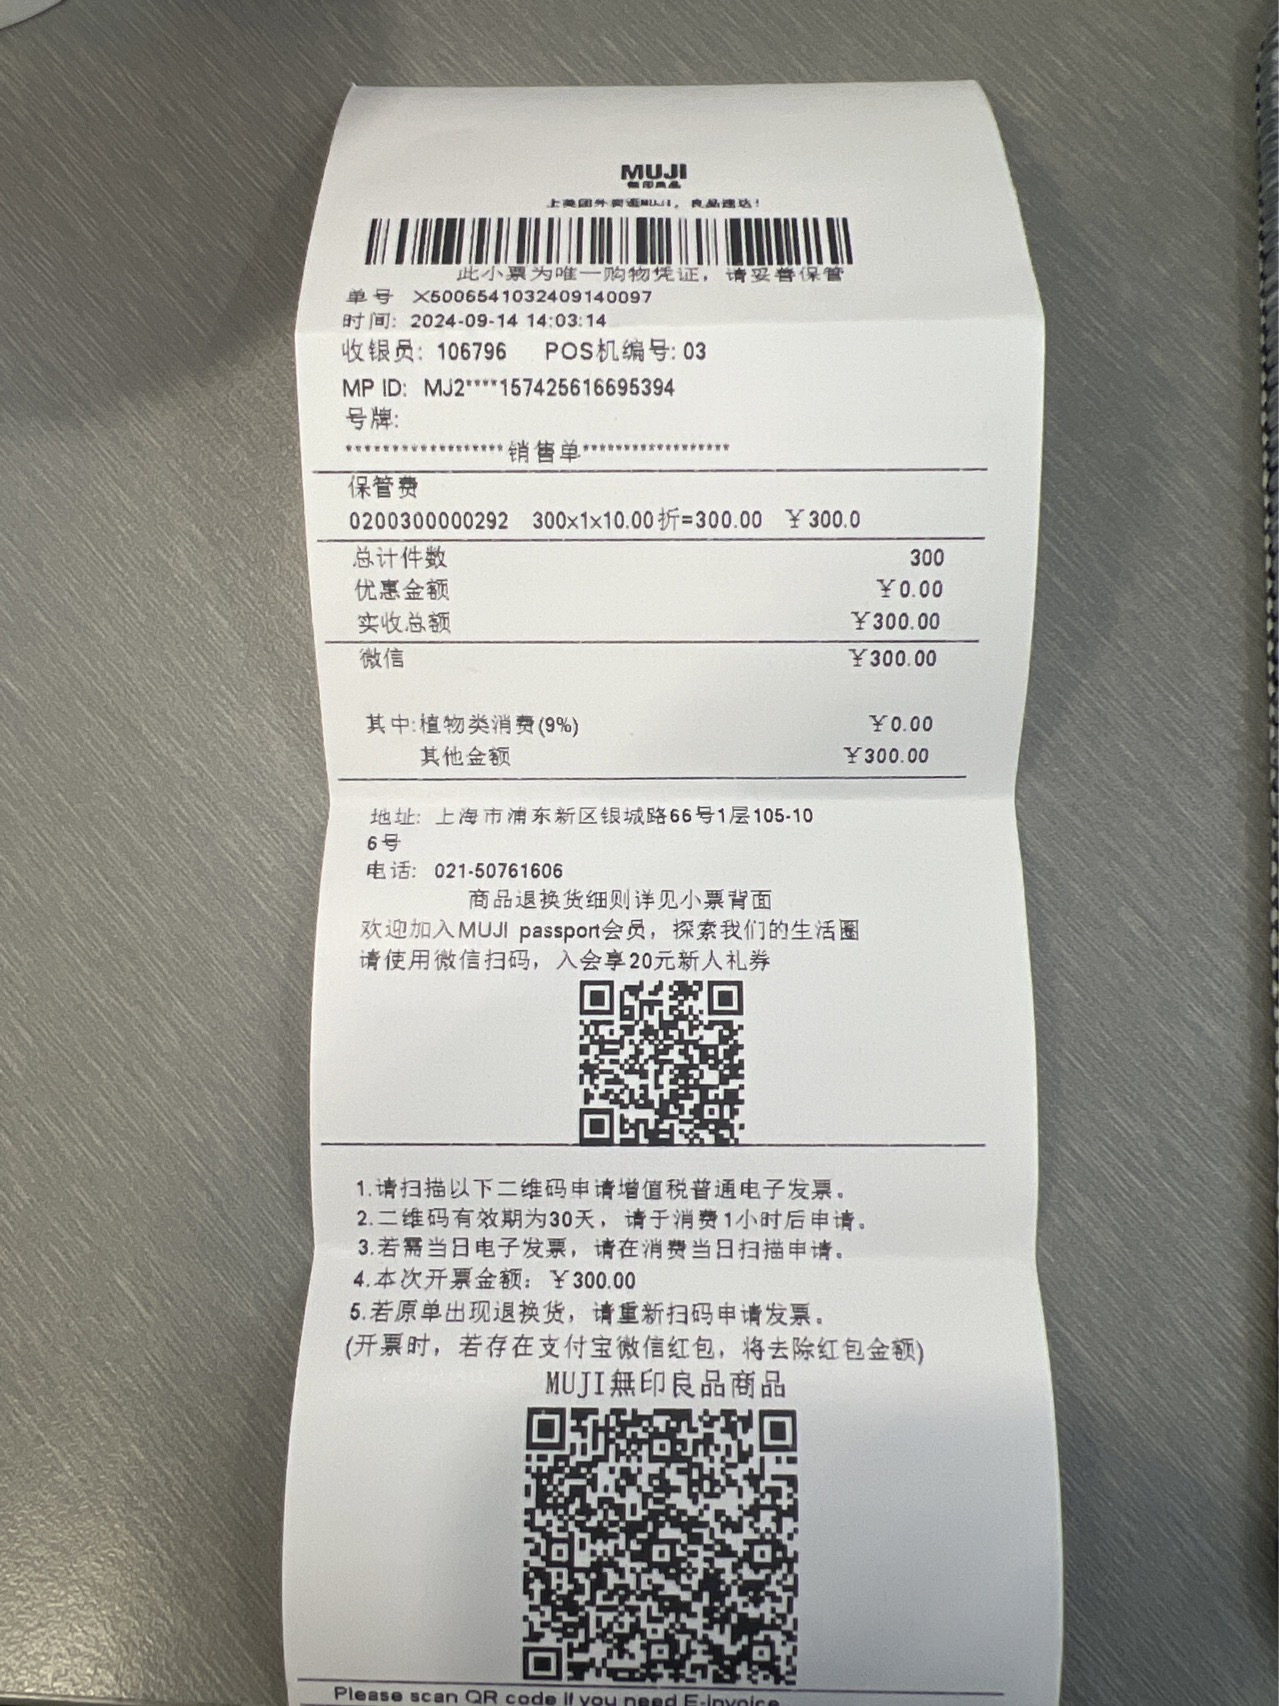 MUJI
無印良品
上美团外卖逛MUJI，良品速达！
此小票为唯一购物凭证，请妥善保管
单号 X5006541032409140097
时间: 2024-09-14 14:03:14
收银员: 106796 POS机编号: 03
MP ID: MJ2****157425616695394
号牌:
*****************销售单*****************
保管费
0200300000292 300x1x10.00折=300.00 ￥300.0
总计件数 300
优惠金额 ￥0.00
实收总额 ￥300.00
微信 ￥300.00
其中:植物类消费(9%) ￥0.00
其他金额 ￥300.00
地址: 上海市浦东新区银城路66号1层105-10
6号
电话: 021-50761606
商品退换货细则详见小票背面
欢迎加入MUJI passport会员，探索我们的生活圈
请使用微信扫码，入会享20元新人礼券
1.请扫描以下二维码申请增值税普通电子发票。
2.二维码有效期为30天，请于消费1小时后申请。
3.若需当日电子发票，请在消费当日扫描申请。
4.本次开票金额: ￥300.00
5.若原单出现退换货，请重新扫码申请发票。
(开票时，若存在支付宝微信红包，将去除红包金额)
MUJI無印良品商品
Please scan QR code if you need E-invoice